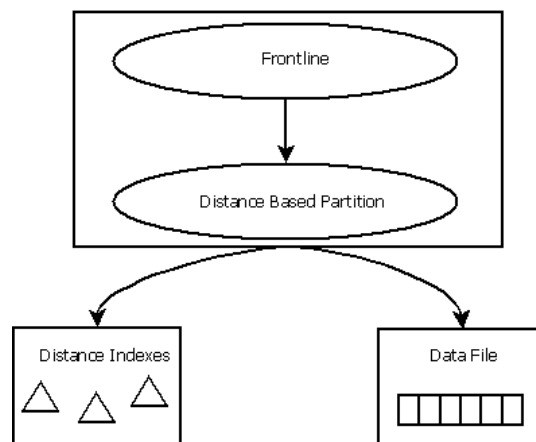 Frontline
Distance Based Partition
Distance Indexes
Data File